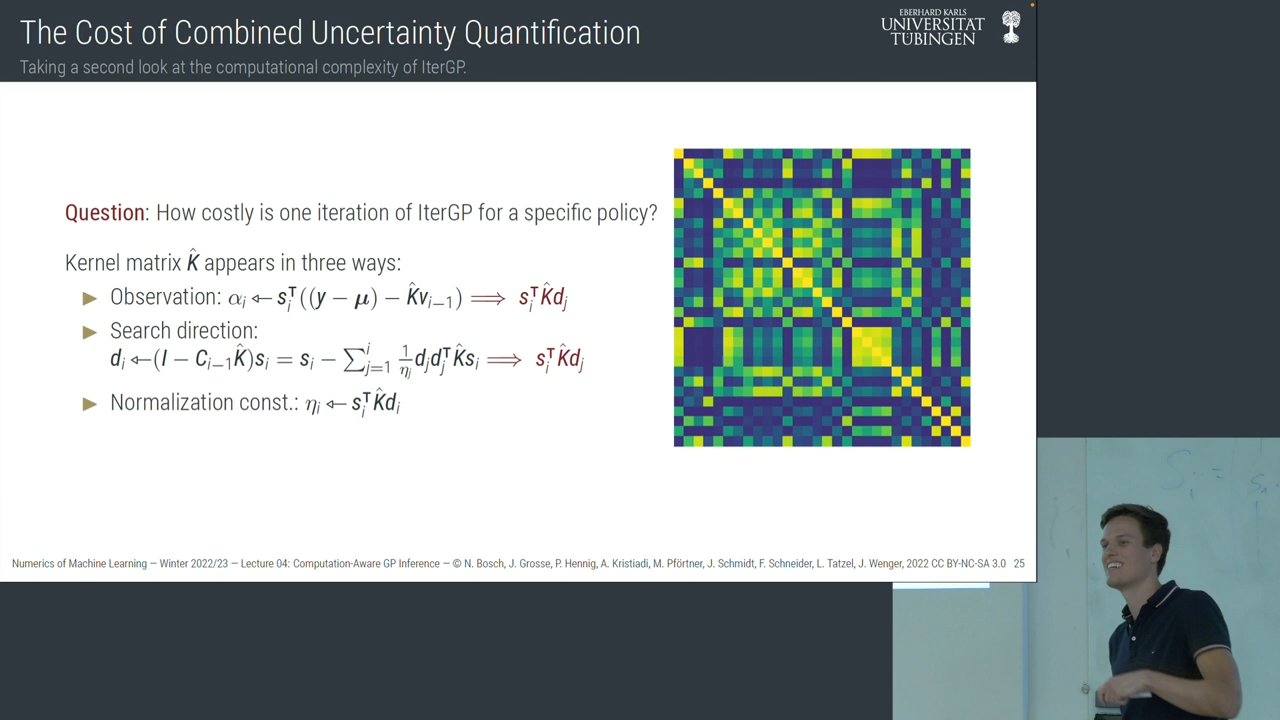 The Cost of Combined Uncertainty Quantification
Taking a second look at the computational complexity of IterGP.
EBERHARD KARLS
UNIVERSITÄT
TÜBINGEN
Question: How costly is one iteration of IterGP for a specific policy?
Kernel matrix K̂ appears in three ways:
▶ Observation: αᵢ ← sᵢᵀ((y − μ) − K̂vᵢ₋₁) ⟹ sᵢᵀK̂dⱼ
▶ Search direction:
dᵢ ← (I − Cᵢ₋₁K̂)sᵢ = sᵢ − ∑ⁱⱼ₌₁ 1/ηⱼ dⱼdⱼᵀK̂sᵢ ⟹ sᵢᵀK̂dⱼ
▶ Normalization const.: ηᵢ ← sᵢᵀK̂dᵢ
Numerics of Machine Learning — Winter 2022/23 — Lecture 04: Computation-Aware GP Inference — © N. Bosch, J. Grosse, P. Hennig, A. Kristiadi, M. Pförtner, J. Schmidt, F. Schneider, L. Tatzel, J. Wenger, 2022 CC BY-NC-SA 3.0 25